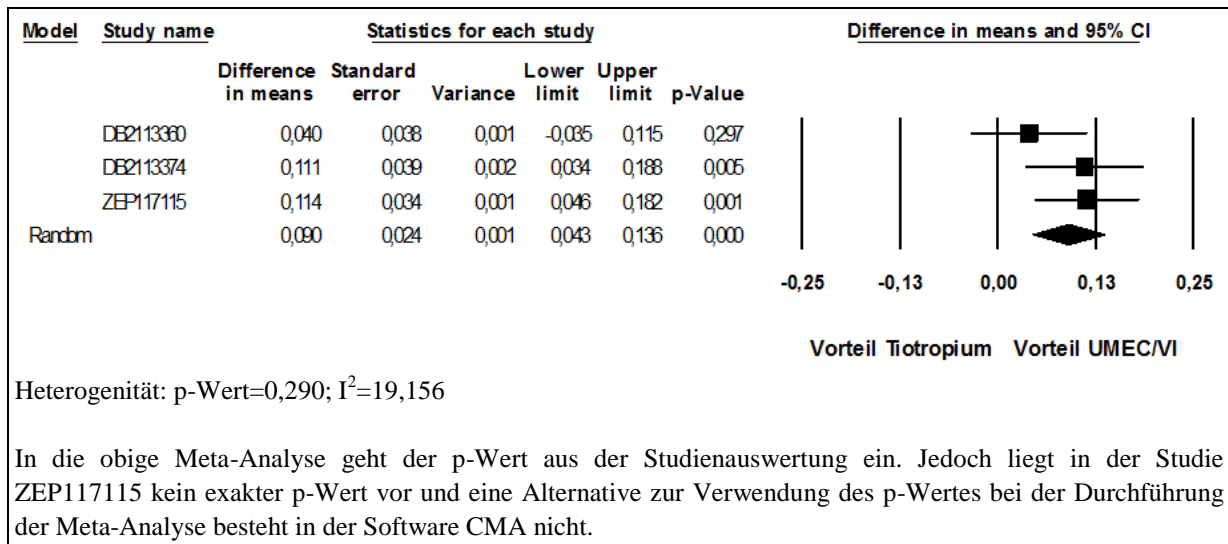 Model Study name Statistics for each study Difference in means and 95% CI
Difference Standard Lower Upper
in means error Variance limit limit p-Value
DB2113360 0,040 0,038 0,001 -0,035 0,115 0,297
DB2113374 0,111 0,039 0,002 0,034 0,188 0,005
ZEP117115 0,114 0,034 0,001 0,046 0,182 0,001
Random 0,090 0,024 0,001 0,043 0,136 0,000
-0,25 -0,13 0,00 0,13 0,25
Vorteil Tiotropium Vorteil UMEC/VI
Heterogenität: p-Wert=0,290; I²=19,156
In die obige Meta-Analyse geht der p-Wert aus der Studienauswertung ein. Jedoch liegt in der Studie
ZEP117115 kein exakter p-Wert vor und eine Alternative zur Verwendung des p-Wertes bei der Durchführung
der Meta-Analyse besteht in der Software CMA nicht.